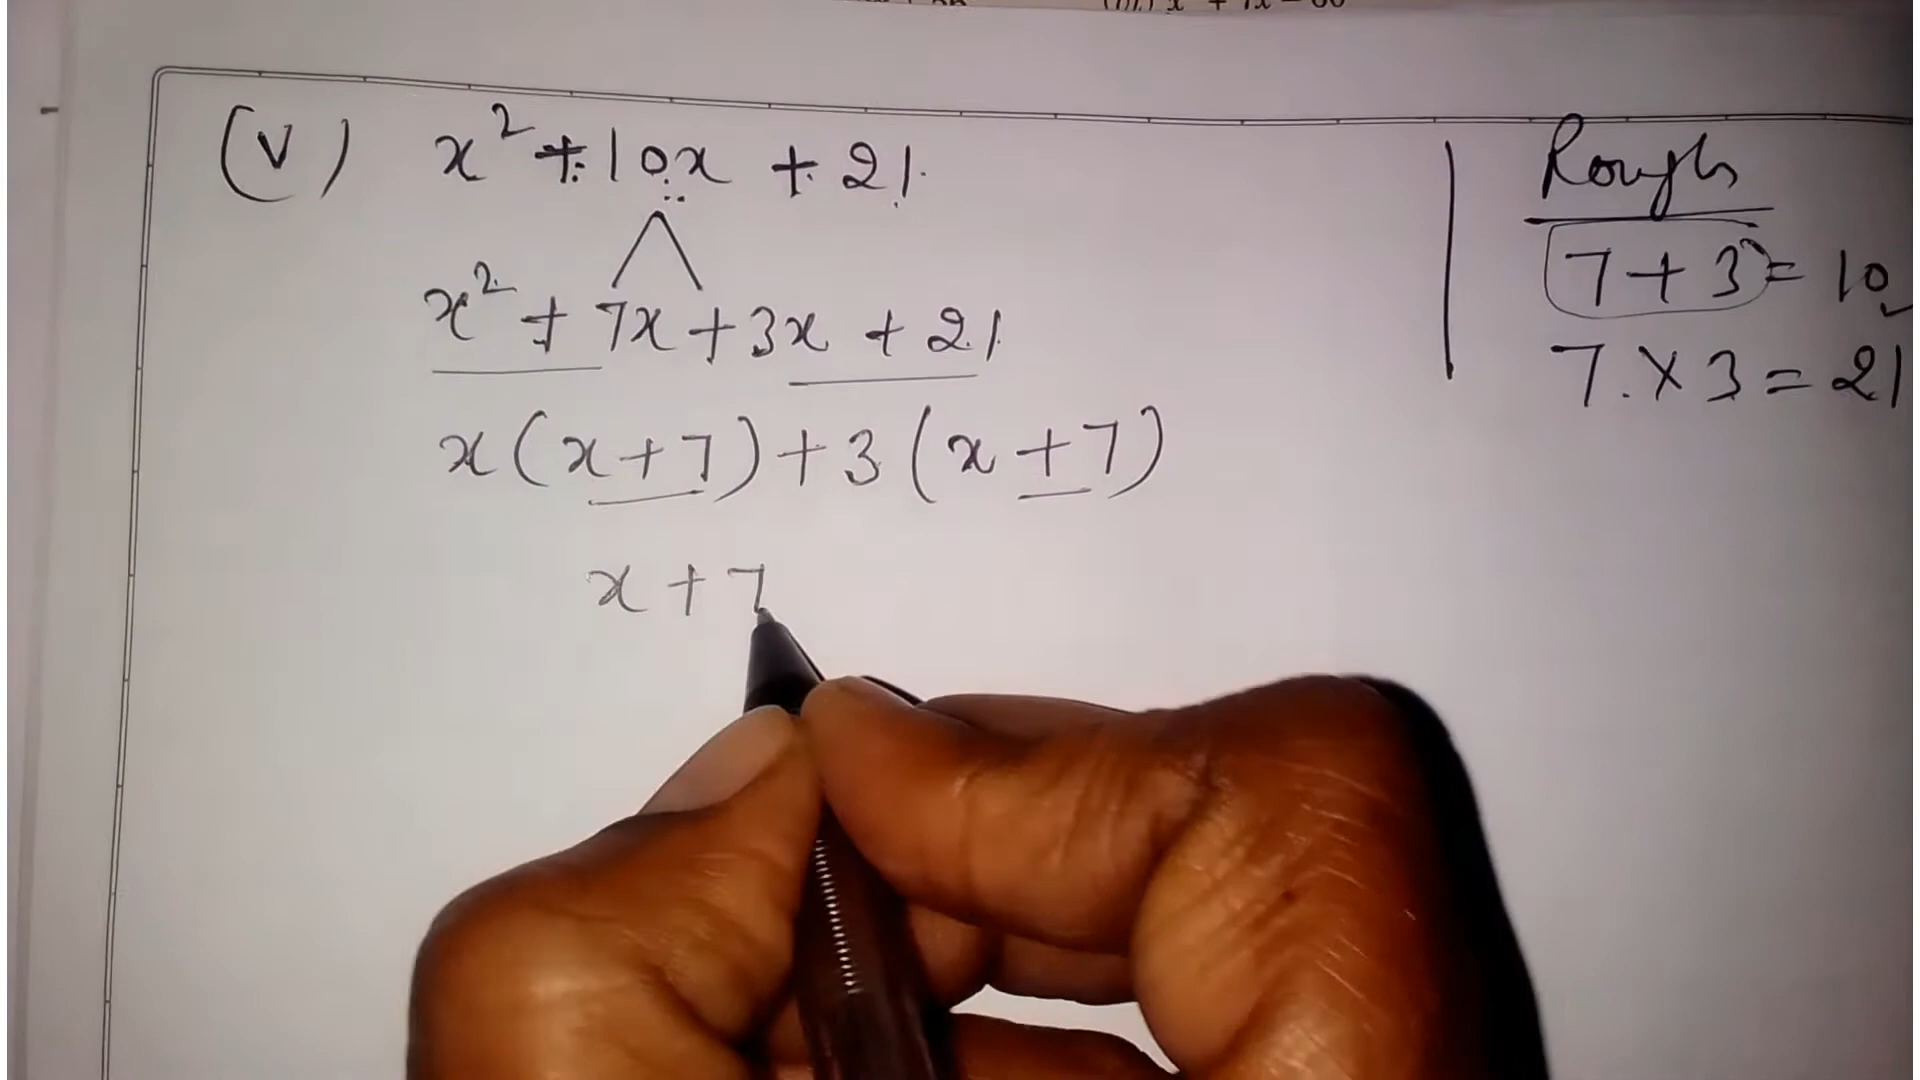 (v) x² + 10x + 21.
x² + 7x + 3x + 21
x(x+7)+3(x+7)
x+7
Rough
7+3 = 10
7.×3 = 21